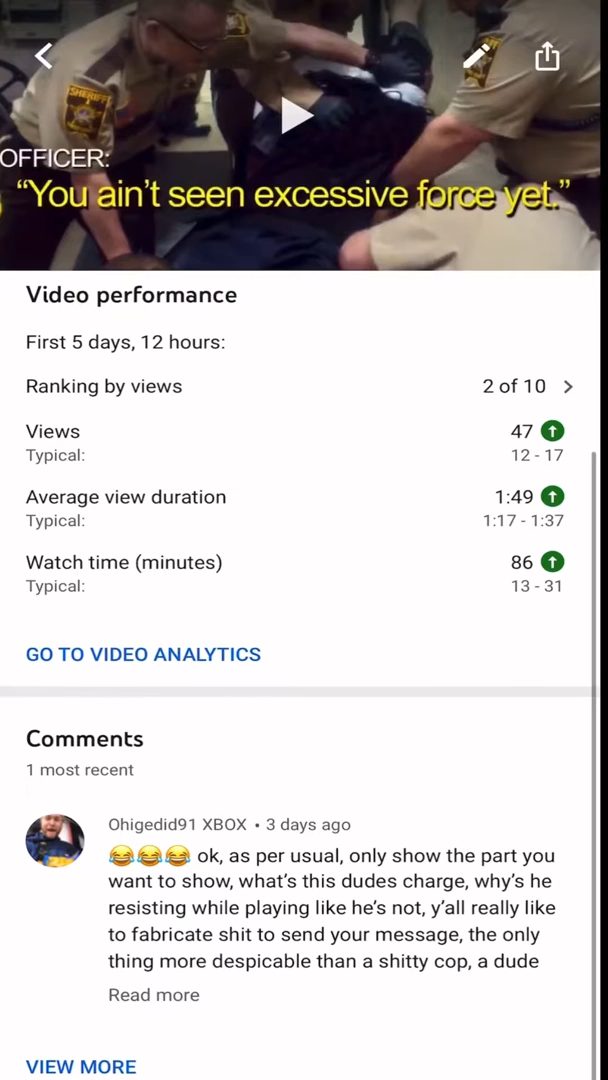 SHERIFF
OFFICER:
“You ain’t seen excessive force yet.”
Video performance
First 5 days, 12 hours:
Ranking by views 2 of 10
Views 47
Typical: 12 - 17
Average view duration 1:49
Typical: 1:17 - 1:37
Watch time (minutes) 86
Typical: 13 - 31
GO TO VIDEO ANALYTICS
Comments
1 most recent
Ohigedid91 XBOX • 3 days ago
😂😂😂 ok, as per usual, only show the part you
want to show, what’s this dudes charge, why’s he
resisting while playing like he’s not, y’all really like
to fabricate shit to send your message, the only
thing more despicable than a shitty cop, a dude
Read more
VIEW MORE